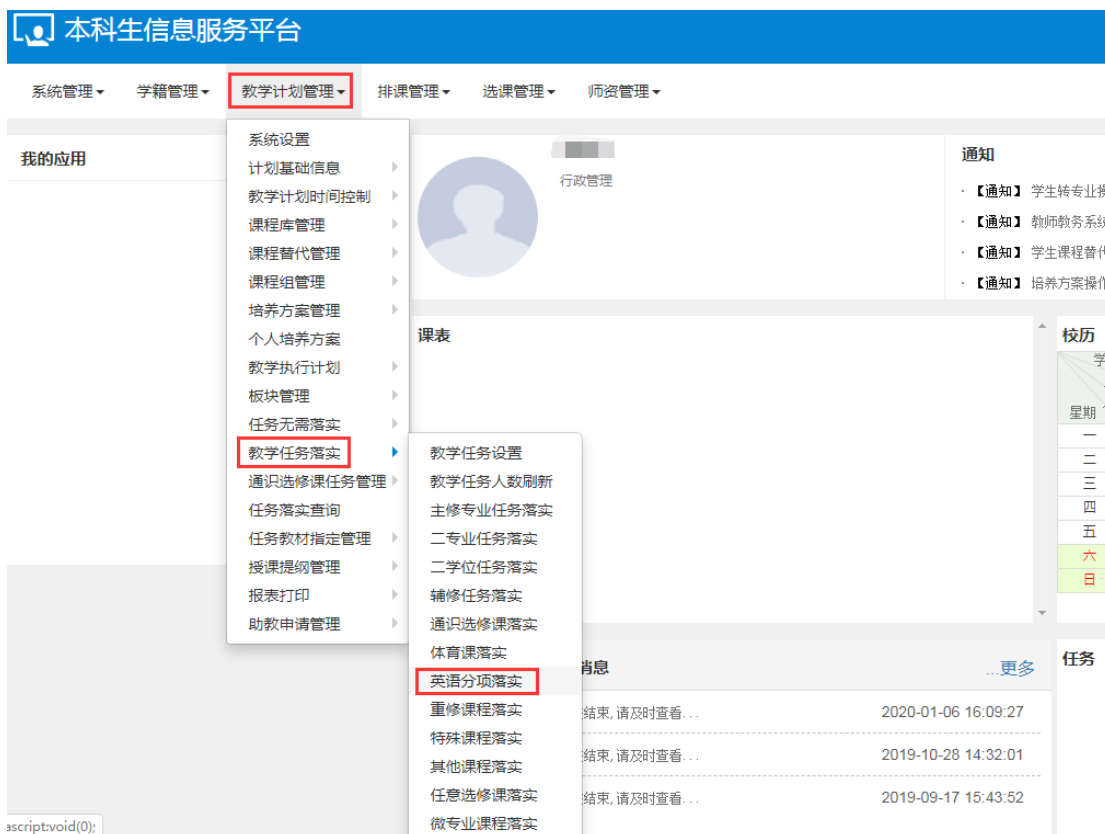 本科生信息服务平台
系统管理 学籍管理 教学计划管理 排课管理 选课管理 师资管理
我的应用
系统设置
计划基础信息
教学计划时间控制
课程库管理
课程替代管理
课程组管理
培养方案管理
个人培养方案
教学执行计划
板块管理
任务无需落实
教学任务落实
通识选修课任务管理
任务落实查询
任务教材指定管理
授课提纲管理
报表打印
助教申请管理
教学任务设置
教学任务人数刷新
主修专业任务落实
二专业任务落实
二学位任务落实
辅修任务落实
通识选修课落实
体育课落实
英语分项落实
重修课程落实
特殊课程落实
其他课程落实
任意选修课落实
微专业课程落实
行政管理
通知
· 【通知】 学生转专业操
· 【通知】 教师教务系统
· 【通知】 学生课程替代
· 【通知】 培养方案操作
课表
校历
学
星期
一
二
三
四
五
六
日
消息
...更多
结束,请及时查看... 2020-01-06 16:09:27
结束,请及时查看... 2019-10-28 14:32:01
结束,请及时查看... 2019-09-17 15:43:52
任务
ascript:void(0);